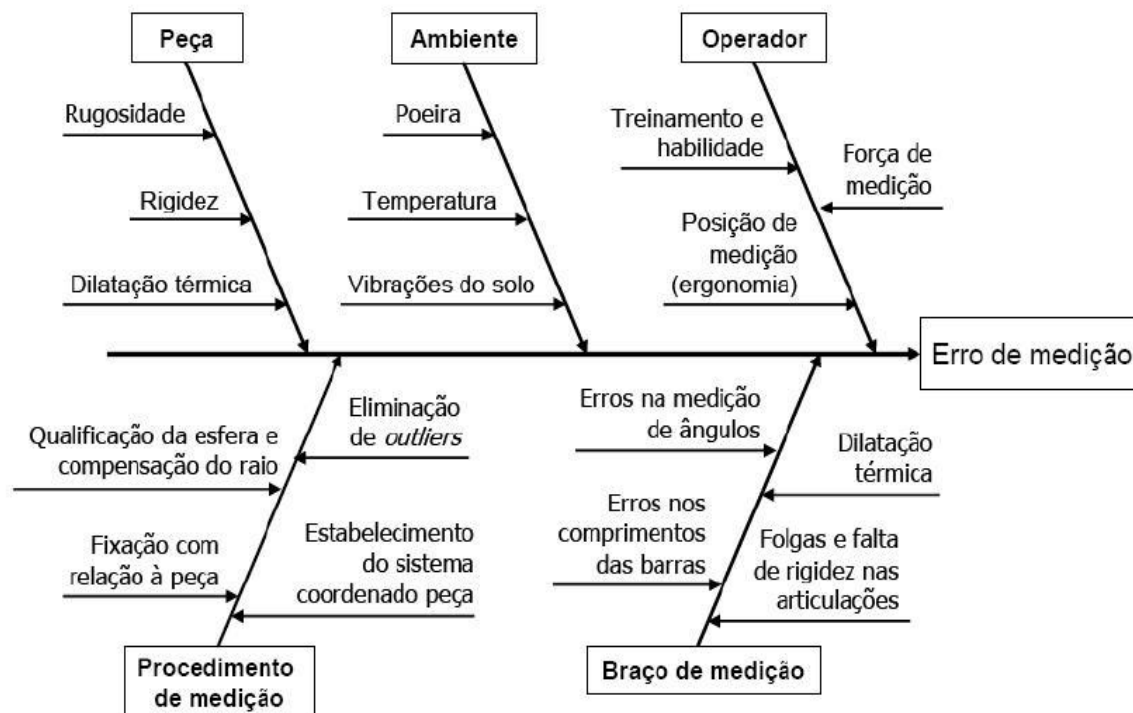 Peça
Ambiente
Operador
Rugosidade
Rigidez
Dilatação térmica
Poeira
Temperatura
Vibrações do solo
Treinamento e
habilidade
Força de
medição
Posição de
medição
(ergonomia)
Erro de medição
Eliminação
de outliers
Qualificação da esfera e
compensação do raio
Fixação com
relação à peça
Estabelecimento
do sistema
coordenado peça
Procedimento
de medição
Erros na medição
de ângulos
Dilatação
térmica
Erros nos
comprimentos
das barras
Folgas e falta
de rigidez nas
articulações
Braço de medição